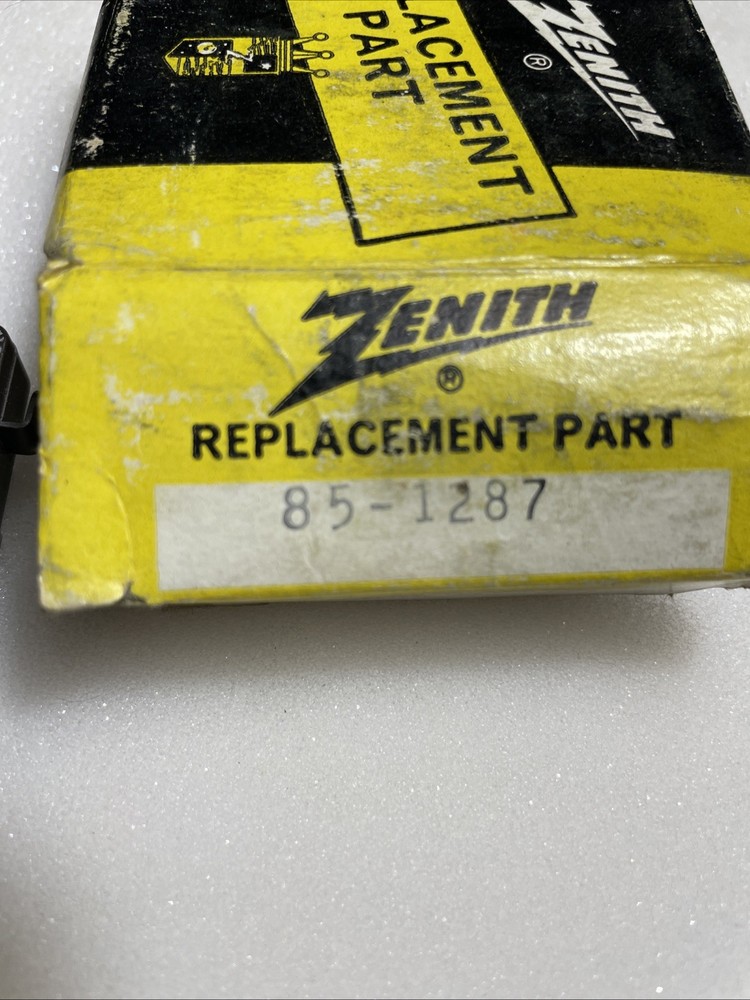 LACEMENT
PART
ZENITH
®
ZENITH
®
REPLACEMENT PART
85-1287